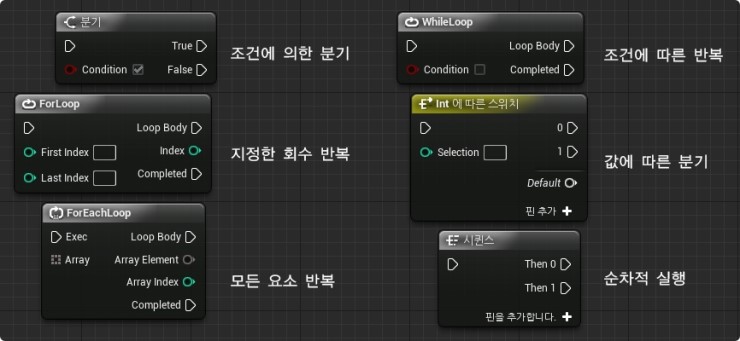 분기
True
Condition
False
조건에 의한 분기
WhileLoop
Loop Body
Condition
Completed
조건에 따른 반복
ForLoop
Loop Body
First Index
Index
Last Index
Completed
지정한 회수 반복
Int 에 따른 스위치
0
Selection
1
Default
핀 추가 +
값에 따른 분기
ForEachLoop
Exec
Loop Body
Array
Array Element
Array Index
Completed
모든 요소 반복
시퀀스
Then 0
Then 1
핀을 추가합니다. +
순차적 실행